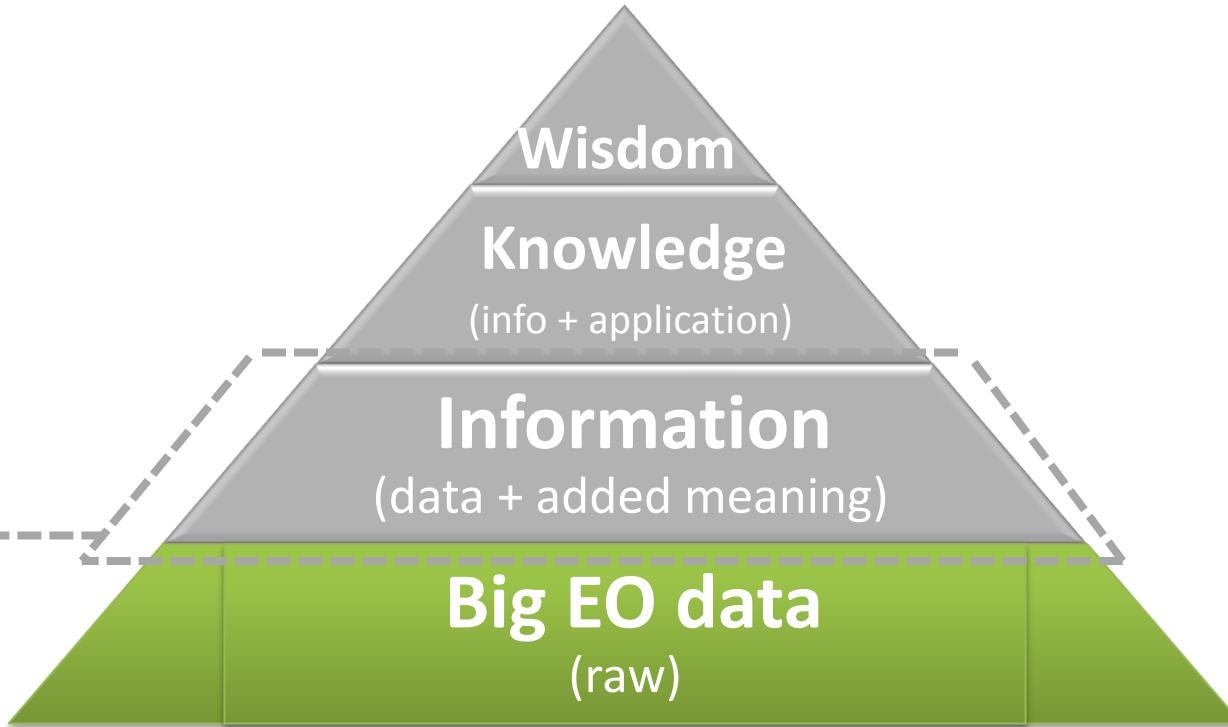 Wisdom
Knowledge
(info + application)
Information
(data + added meaning)
Big EO data
(raw)